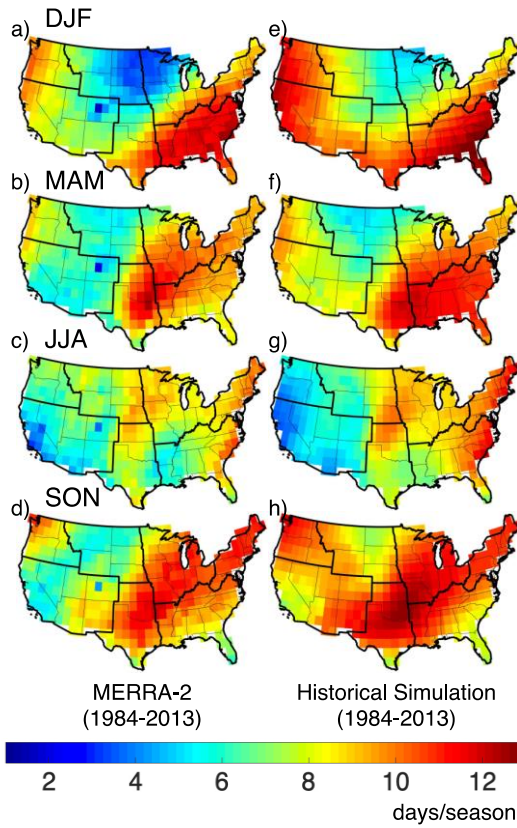 a) DJF e)
b) MAM f)
c) JJA g)
d) SON h)
MERRA-2 Historical Simulation
(1984-2013) (1984-2013)
2 4 6 8 10 12
days/season